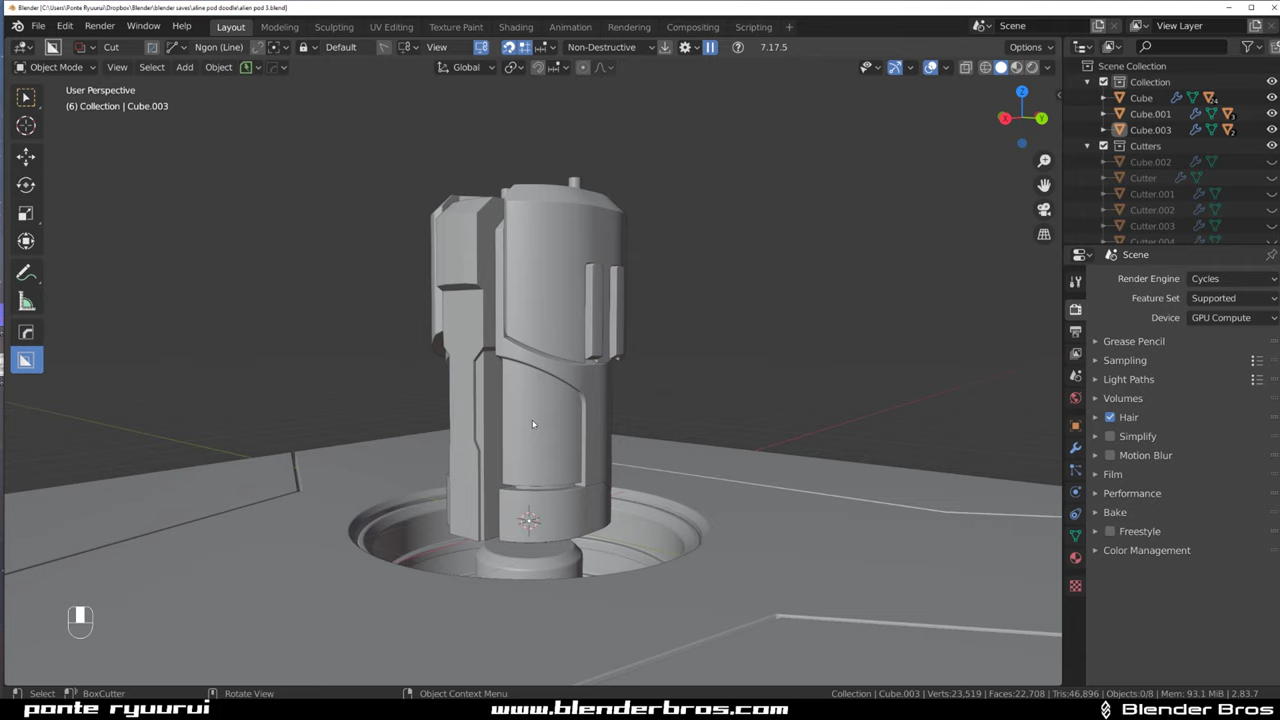 Blender [C:\Users\Ponte Ryuurui\Dropbox\Blender\blender saves\aline pod doodle\alien pod 3.blend]
File Edit Render Window Help Layout Modeling Sculpting UV Editing Texture Paint Shading Animation Rendering Compositing Scripting Scene View Layer
Cut Ngon (Line) Default View Non-Destructive 7.17.5 Options
Object Mode View Select Add Object Global
User Perspective
(6) Collection | Cube.003
Z
X Y
Scene Collection
Collection
Cube 24
Cube.001 3
Cube.003 2
Cutters
Cube.002
Cutter
Cutter.001
Cutter.002
Cutter.003
Cutter.004
Scene
Render Engine Cycles
Feature Set Supported
Device GPU Compute
Grease Pencil
Sampling
Light Paths
Volumes
Hair
Simplify
Motion Blur
Film
Performance
Bake
Freestyle
Color Management
Select BoxCutter Rotate View Object Context Menu Collection | Cube.003 | Verts:23,519 | Faces:22,708 | Tris:46,896 | Objects:0/8 | Mem: 93.1 MiB | 2.83.7
ponte ryuurui www.blenderbros.com Blender Bros